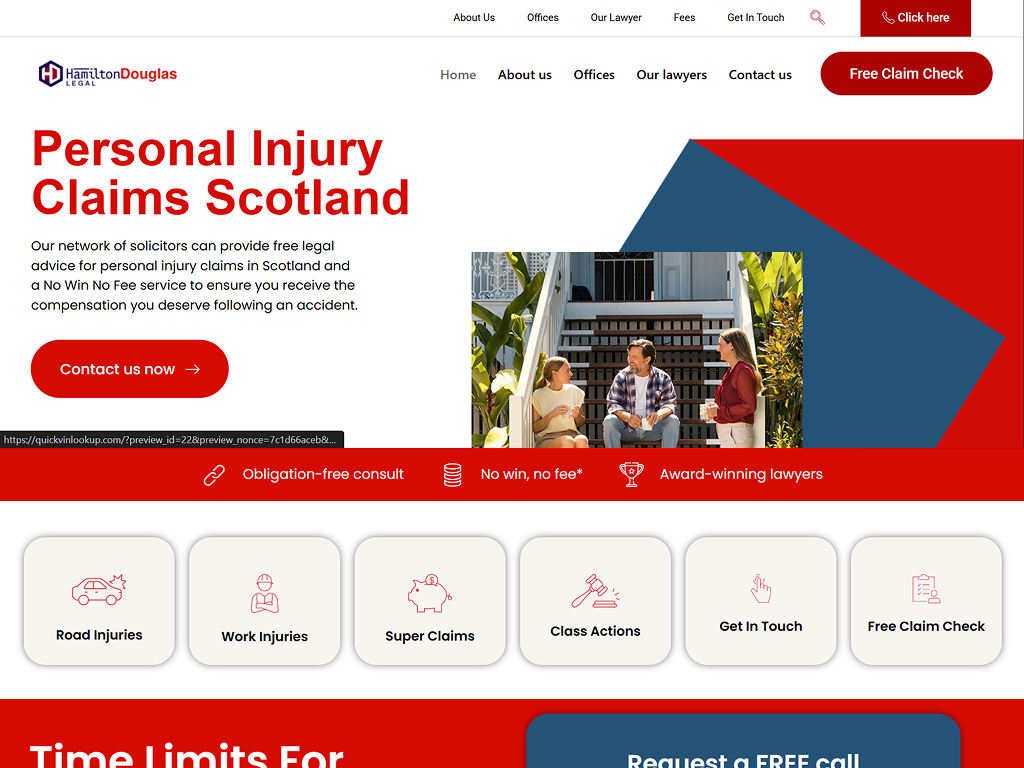 About Us
Offices
Our Lawyer
Fees
Get In Touch
Click here
HD HamiltonDouglas
LEGAL
Home
About us
Offices
Our lawyers
Contact us
Free Claim Check
Personal Injury
Claims Scotland
Our network of solicitors can provide free legal
advice for personal injury claims in Scotland and
a No Win No Fee service to ensure you receive the
compensation you deserve following an accident.
Contact us now
https://quickvinlookup.com/?preview_id=22&preview_nonce=7c1d66aceb&...
Obligation-free consult
No win, no fee*
Award-winning lawyers
Road Injuries
Work Injuries
Super Claims
Class Actions
Get In Touch
Free Claim Check
Time Limits For
Request a FREE call